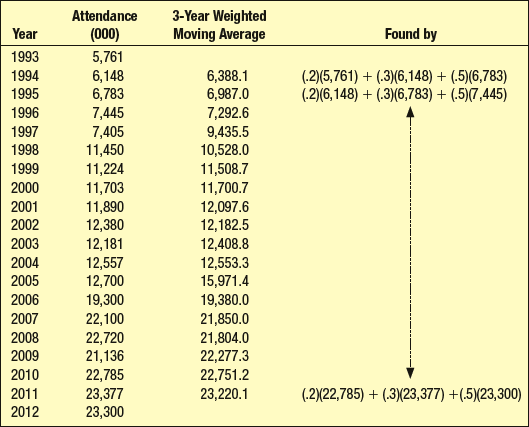 Attendance 3-Year Weighted
Year (000) Moving Average Found by
1993 5,761
1994 6,148 6,388.1 (.2)(5,761) + (.3)(6,148) + (.5)(6,783)
1995 6,783 6,987.0 (.2)(6,148) + (.3)(6,783) + (.5)(7,445)
1996 7,445 7,292.6
1997 7,405 9,435.5
1998 11,450 10,528.0
1999 11,224 11,508.7
2000 11,703 11,700.7
2001 11,890 12,097.6
2002 12,380 12,182.5
2003 12,181 12,408.8
2004 12,557 12,553.3
2005 12,700 15,971.4
2006 19,300 19,380.0
2007 22,100 21,850.0
2008 22,720 21,804.0
2009 21,136 22,277.3
2010 22,785 22,751.2
2011 23,377 23,220.1 (.2)(22,785) + (.3)(23,377) +(.5)(23,300)
2012 23,300